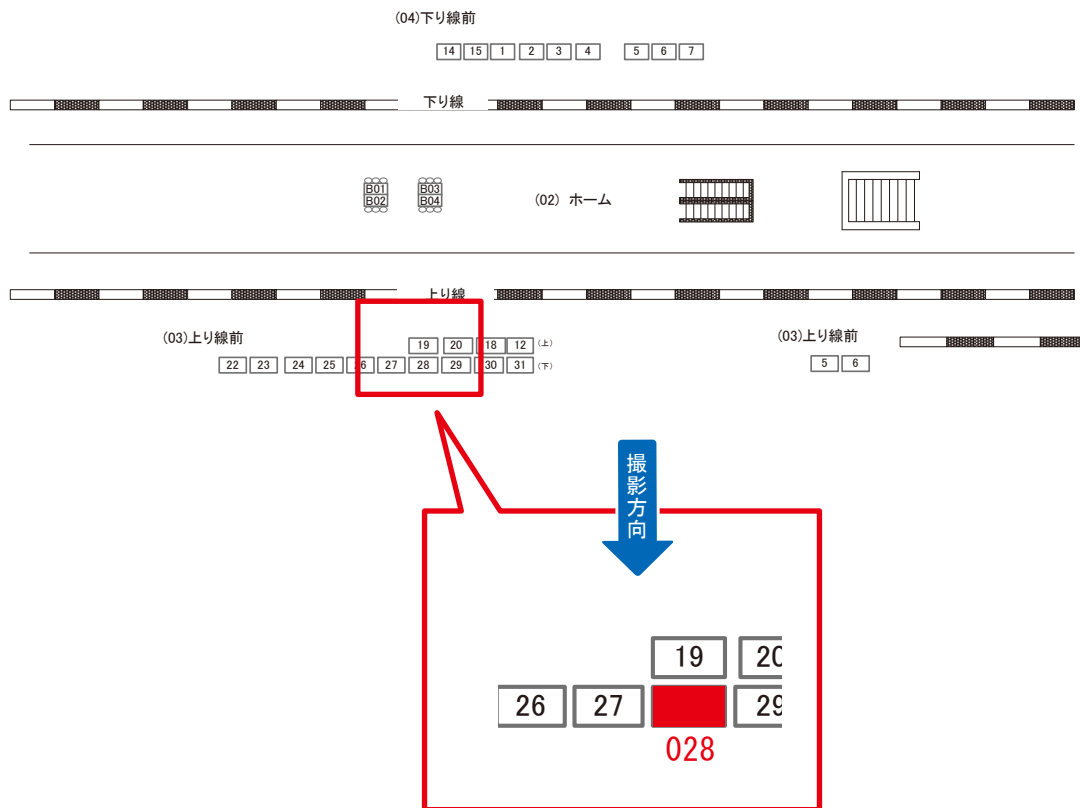 (04)下り線前
14 15 1 2 3 4 5 6 7
下り線
B01 B03
B02 B04
(02) ホーム
上り線
(03)上り線前
19 20 18 12 (上)
22 23 24 25 26 27 28 29 30 31 (下)
(03)上り線前
5 6
撮影方向
19 20
26 27 29
028